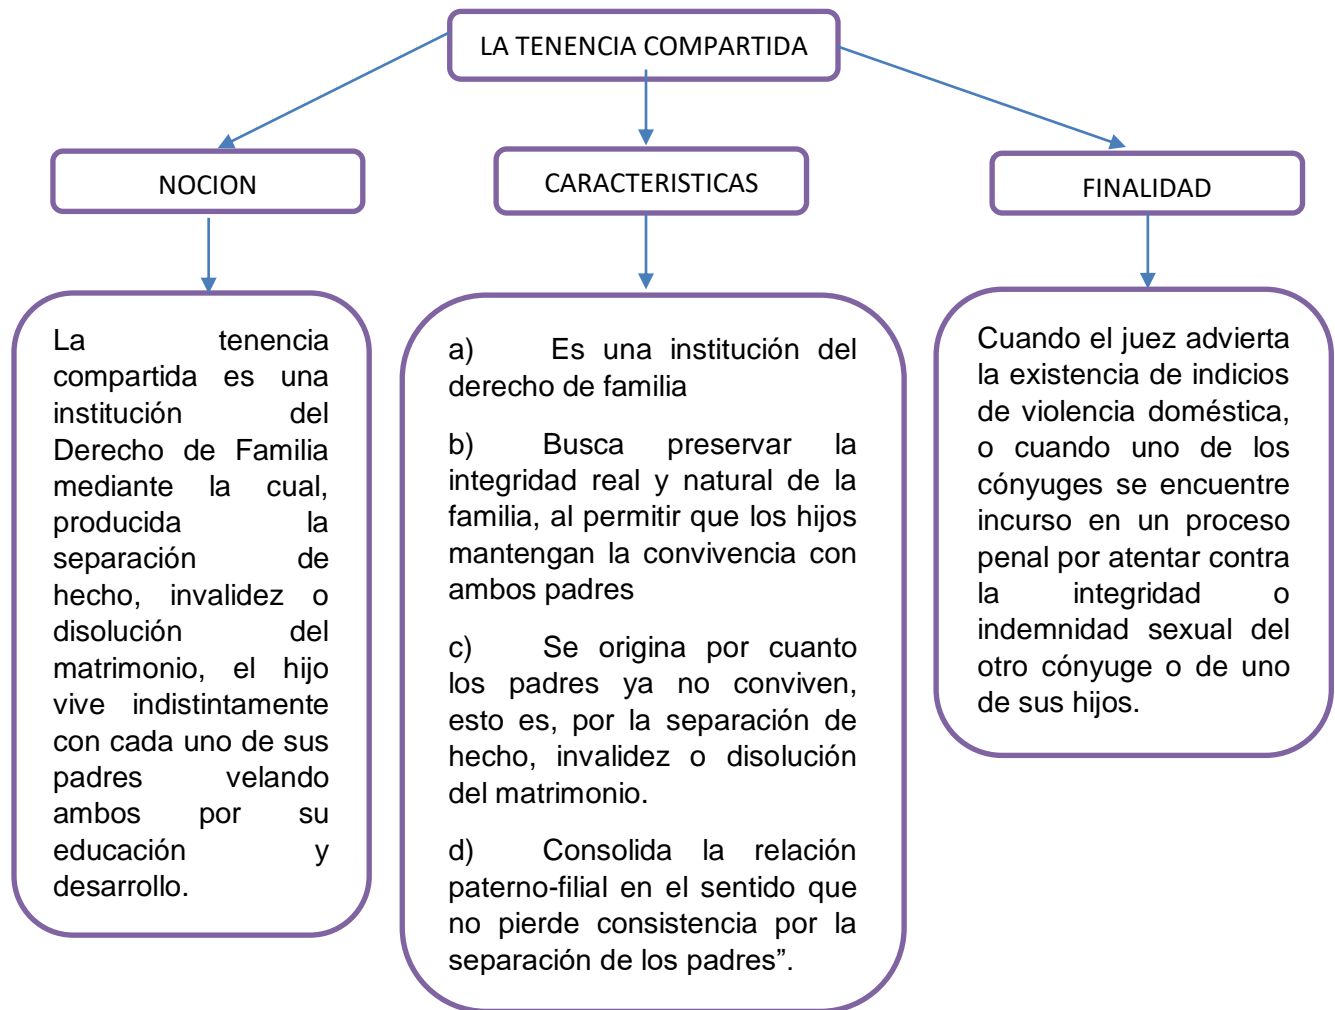 LA TENENCIA COMPARTIDA
NOCION
CARACTERISTICAS
FINALIDAD
La tenencia
compartida es una
institución del
Derecho de Familia
mediante la cual,
producida la
separación de
hecho, invalidez o
disolución del
matrimonio, el hijo
vive indistintamente
con cada uno de sus
padres velando
ambos por su
educación y
desarrollo.
a) Es una institución del
derecho de familia
b) Busca preservar la
integridad real y natural de la
familia, al permitir que los hijos
mantengan la convivencia con
ambos padres
c) Se origina por cuanto
los padres ya no conviven,
esto es, por la separación de
hecho, invalidez o disolución
del matrimonio.
d) Consolida la relación
paterno-filial en el sentido que
no pierde consistencia por la
separación de los padres”.
Cuando el juez advierta
la existencia de indicios
de violencia doméstica,
o cuando uno de los
cónyuges se encuentre
incurso en un proceso
penal por atentar contra
la integridad o
indemnidad sexual del
otro cónyuge o de uno
de sus hijos.